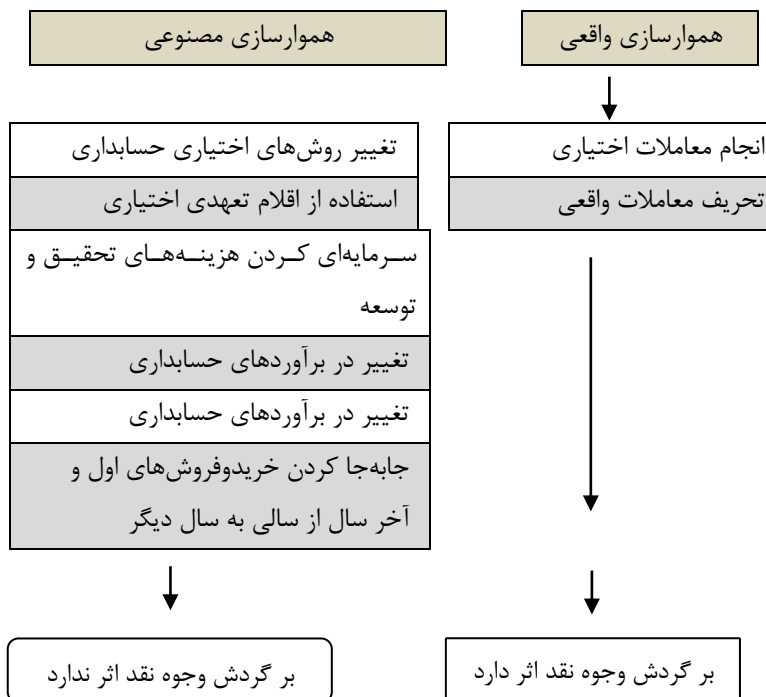 هموارسازی واقعی
هموارسازی مصنوعی
انجام معاملات اختیاری
تحریف معاملات واقعی
تغییر روش‌های اختیاری حسابداری
استفاده از اقلام تعهدی اختیاری
سرمایه‌ای کردن هزینه‌های تحقیق و
توسعه
تغییر در برآوردهای حسابداری
تغییر در برآوردهای حسابداری
جابه‌جا کردن خریدوفروش‌های اول و
آخر سال از سالی به سال دیگر
بر گردش وجوه نقد اثر دارد
بر گردش وجوه نقد اثر ندارد